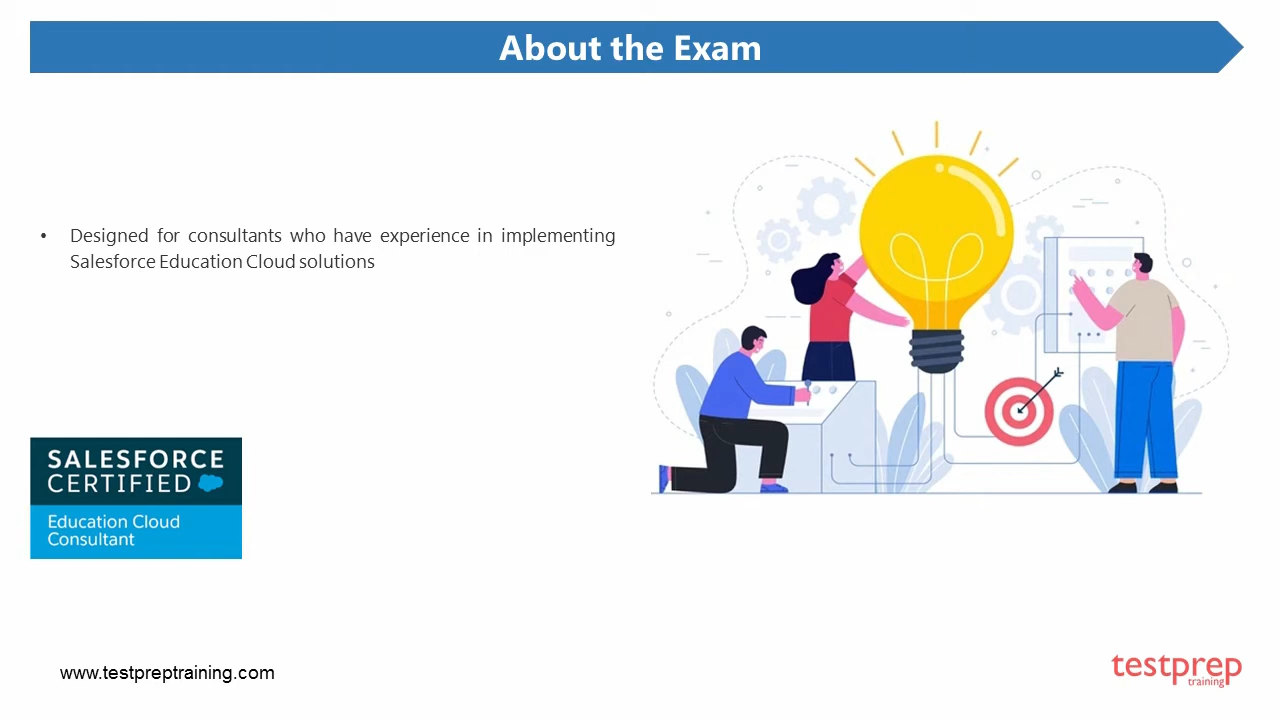 About the Exam
• Designed for consultants who have experience in implementing
Salesforce Education Cloud solutions
SALESFORCE
CERTIFIED
Education Cloud
Consultant
www.testpreptraining.com
testprep
training